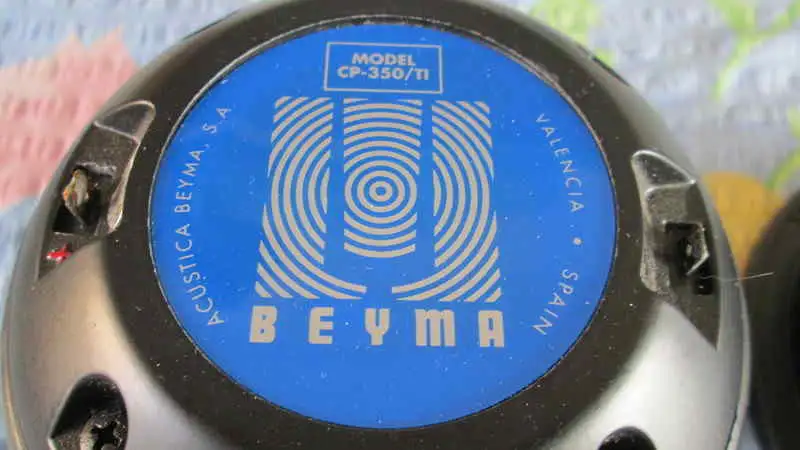 MODEL
CP-350/TI
ACUSTICA BEYMA, S.A
VALENCIA • SPAIN
BEYMA